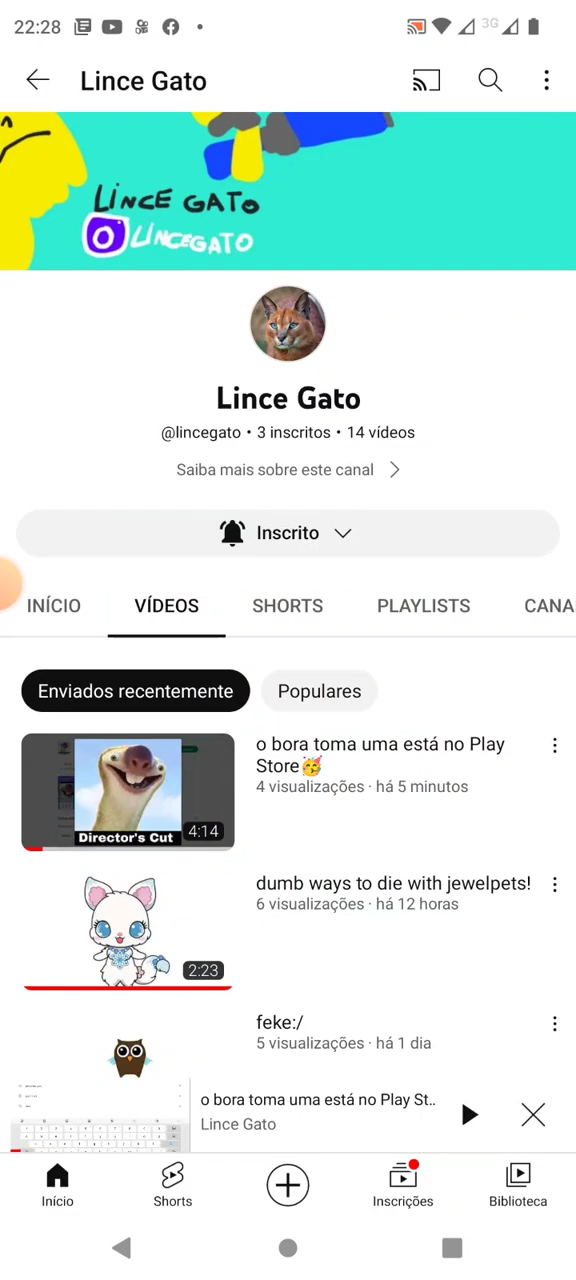 22:28
3G
Lince Gato
LINCE GATO
LINCEGATO
Lince Gato
@lincegato • 3 inscritos • 14 vídeos
Saiba mais sobre este canal
Inscrito
INÍCIO VÍDEOS SHORTS PLAYLISTS CANA
Enviados recentemente Populares
o bora toma uma está no Play
Store🥳
4 visualizações · há 5 minutos
Director's Cut
4:14
dumb ways to die with jewelpets!
6 visualizações · há 12 horas
2:23
feke:/
5 visualizações · há 1 dia
o bora toma uma está no Play St..
Lince Gato
Início Shorts Inscrições Biblioteca